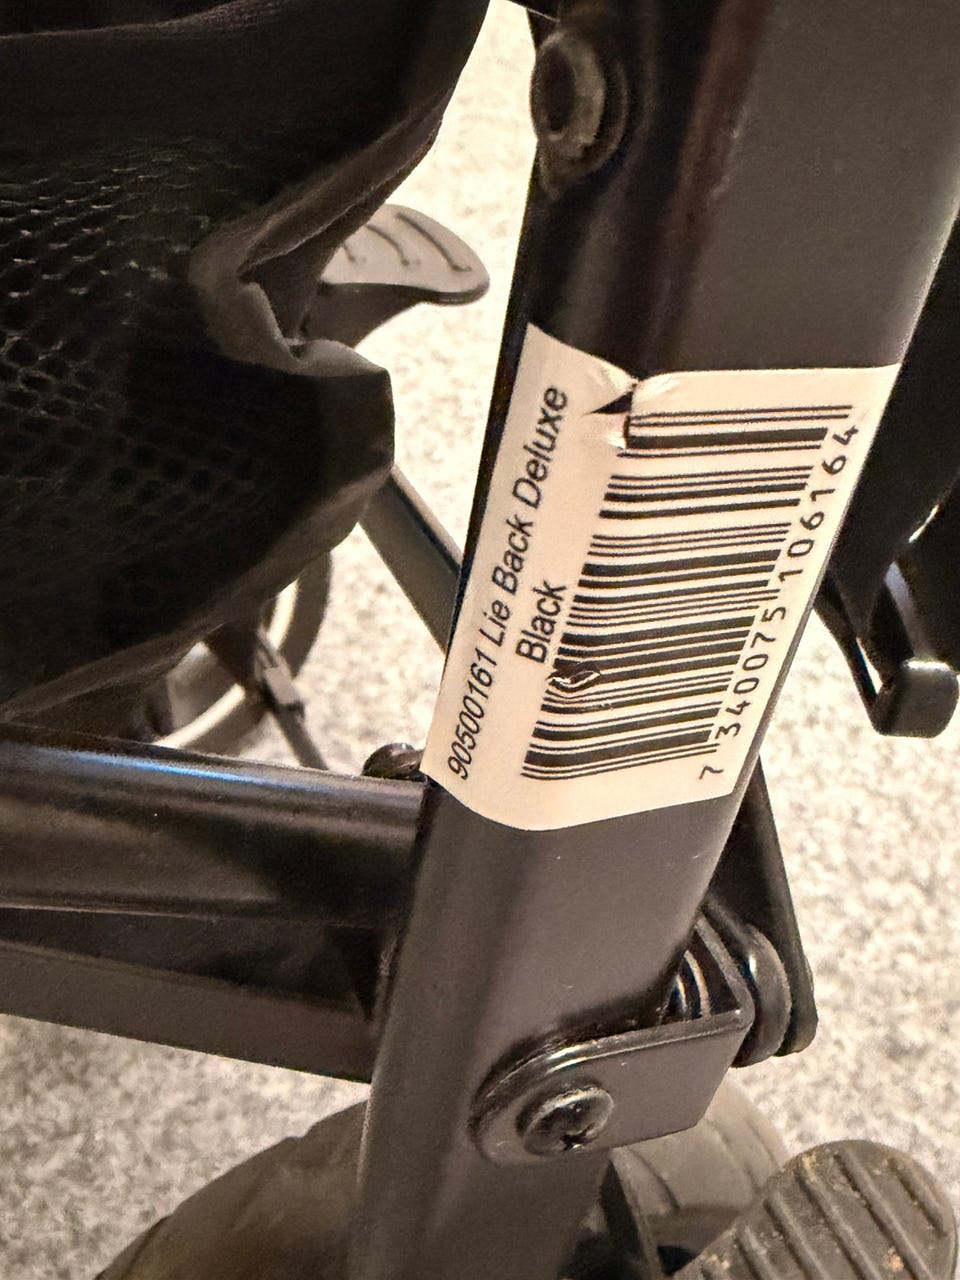 90500161 Lie Back Deluxe
Black
7 340075 106164